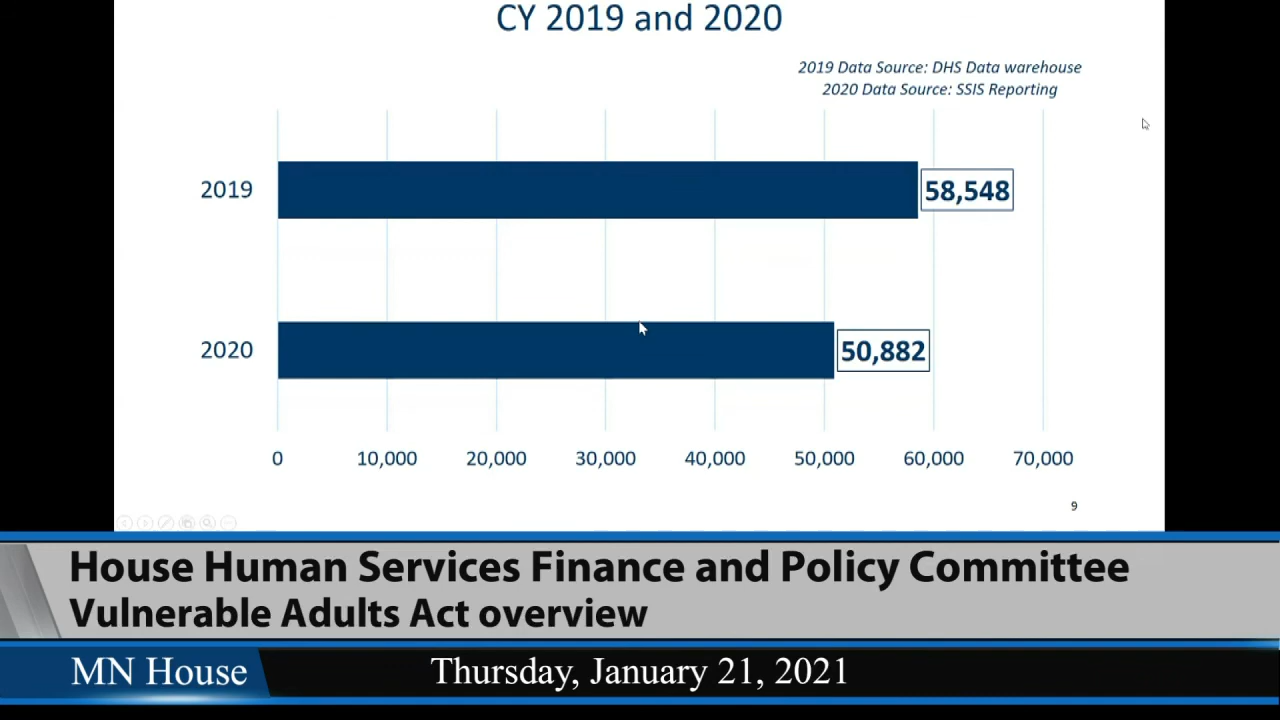 CY 2019 and 2020
2019 Data Source: DHS Data warehouse
2020 Data Source: SSIS Reporting
2019
58,548
2020
50,882
0 10,000 20,000 30,000 40,000 50,000 60,000 70,000
9
House Human Services Finance and Policy Committee
Vulnerable Adults Act overview
MN House
Thursday, January 21, 2021